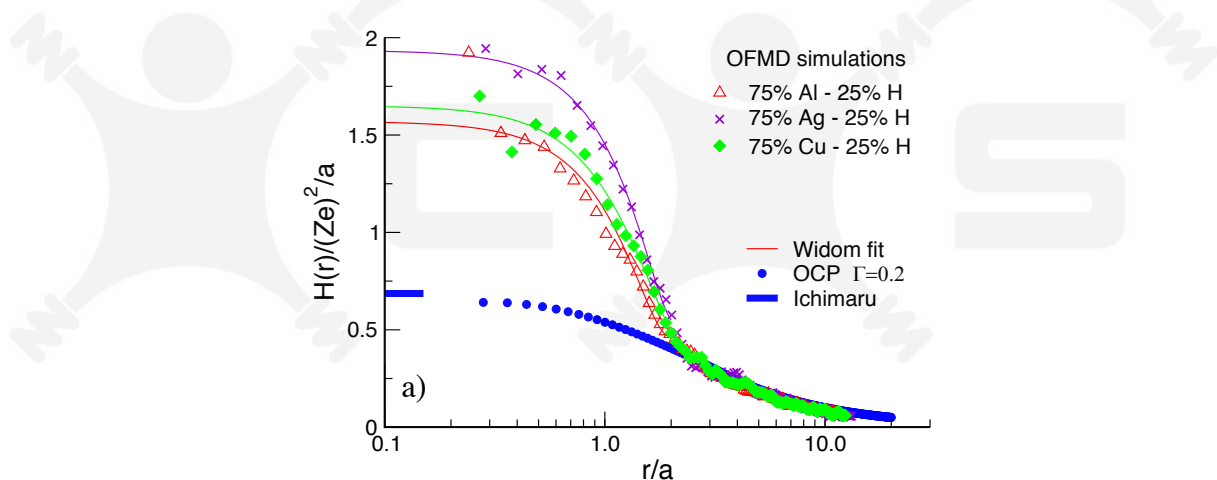 2
1.5
1
0.5
0
0.1
1.0
10.0
H(r)/(Ze)²/a
r/a
OFMD simulations
75% Al - 25% H
75% Ag - 25% H
75% Cu - 25% H
Widom fit
OCP Γ=0.2
Ichimaru
a)
C S